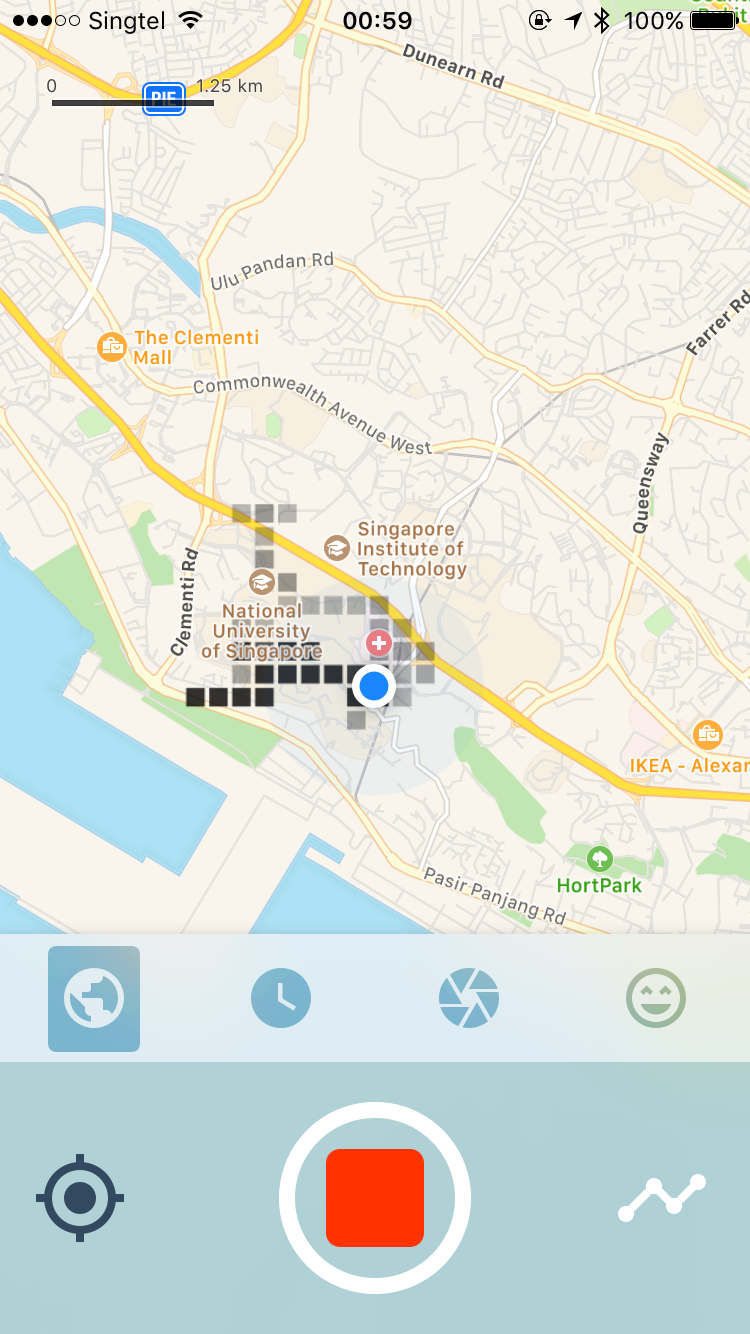 Singtel 00:59 100%
0 1.25 km
PIE
Dunearn Rd
Ulu Pandan Rd
Farrer Rd
The Clementi
Mall
Commonwealth Avenue West
Queensway
Singapore
Institute of
Technology
Clementi Rd
National
University
of Singapore
IKEA - Alexar
HortPark
Pasir Panjang Rd